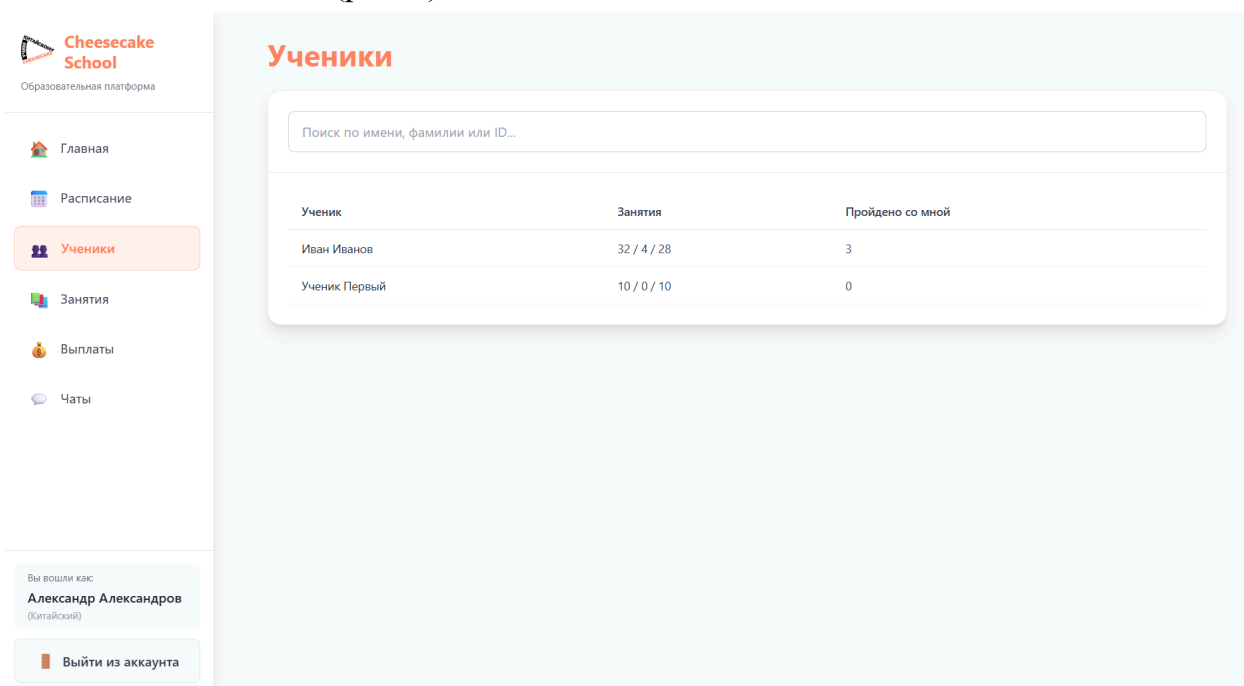 Cheesecake
School
Образовательная платформа
Главная
Расписание
Ученики
Занятия
Выплаты
Чаты
Вы вошли как:
Александр Александров
(Китайский)
Выйти из аккаунта
Ученики
Поиск по имени, фамилии или ID...
Ученик Занятия Пройдено со мной
Иван Иванов 32 / 4 / 28 3
Ученик Первый 10 / 0 / 10 0